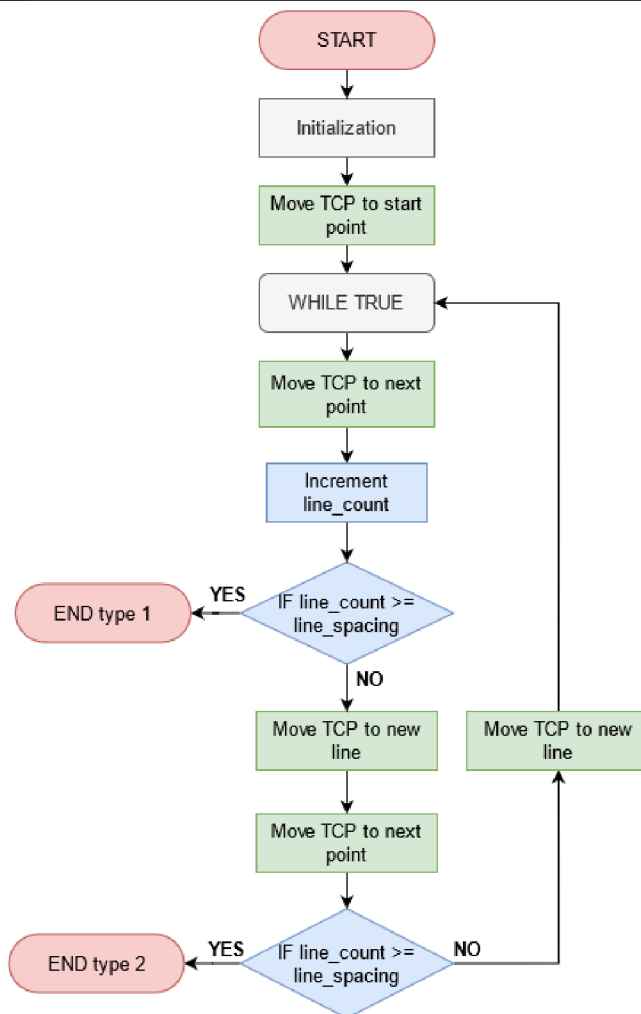 START
Initialization
Move TCP to start
point
WHILE TRUE
Move TCP to next
point
Increment
line_count
YES
IF line_count >=
line_spacing
END type 1
NO
Move TCP to new
line
Move TCP to new
line
Move TCP to next
point
YES
IF line_count >=
line_spacing
NO
END type 2